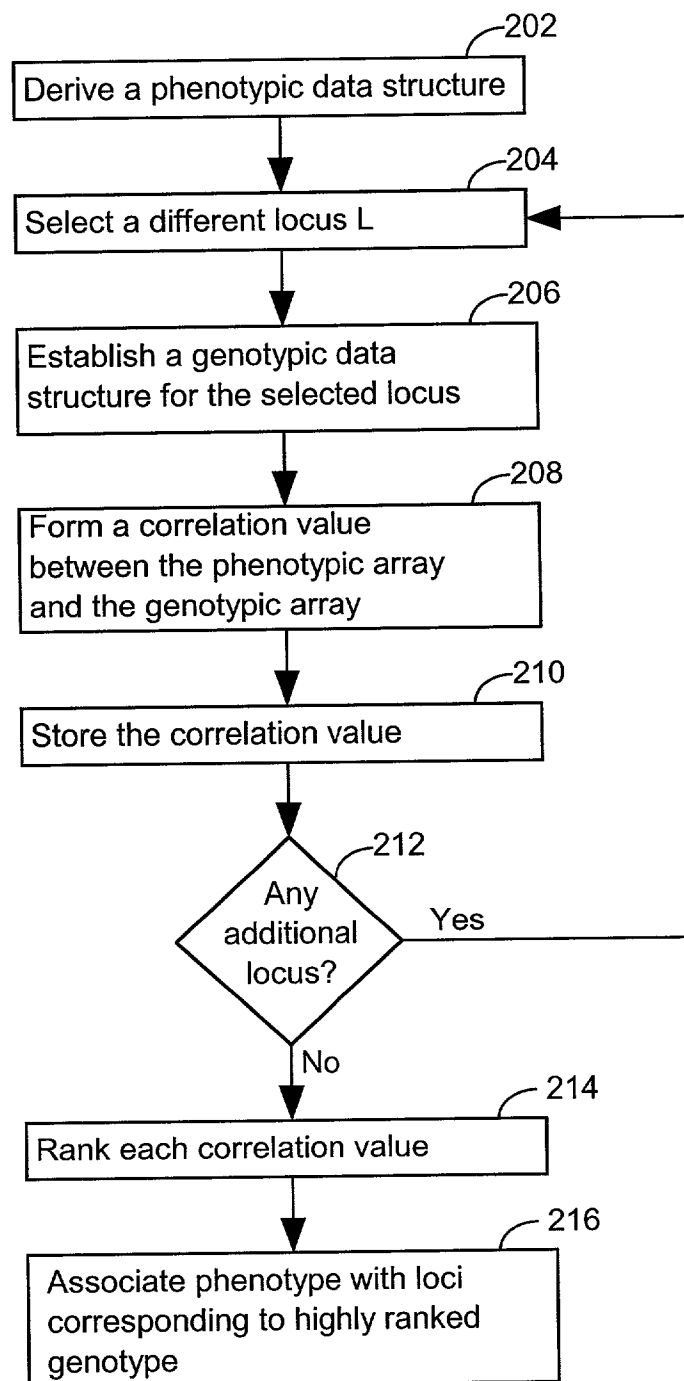 202
Derive a phenotypic data structure
204
Select a different locus L
206
Establish a genotypic data
structure for the selected locus
208
Form a correlation value
between the phenotypic array
and the genotypic array
210
Store the correlation value
212
Any
additional
locus?
Yes
No
214
Rank each correlation value
216
Associate phenotype with loci
corresponding to highly ranked
genotype